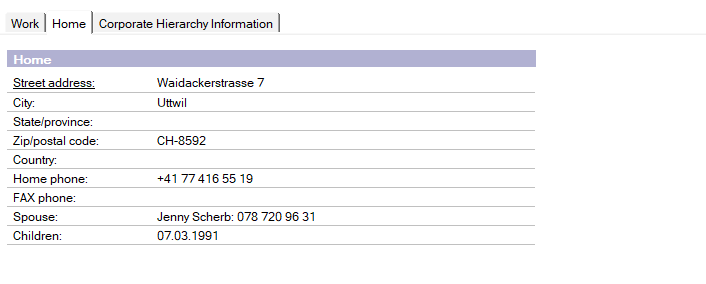 Work Home Corporate Hierarchy Information
Home
Street address: Waidackerstrasse 7
City: Uttwil
State/province:
Zip/postal code: CH-8592
Country:
Home phone: +41 77 416 55 19
FAX phone:
Spouse: Jenny Scherb: 078 720 96 31
Children: 07.03.1991